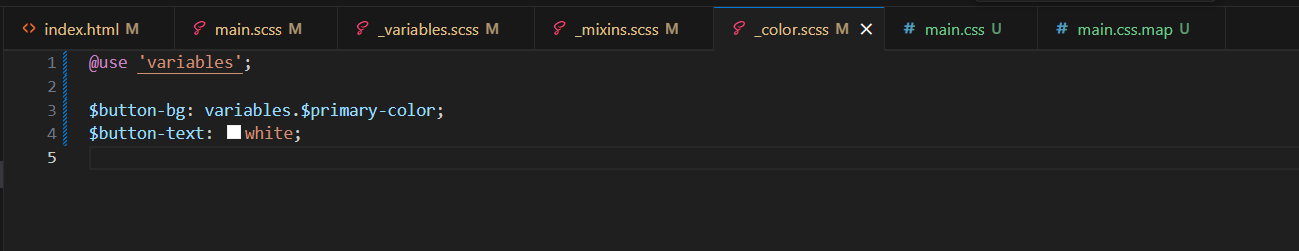 index.html M main.scss M _variables.scss M _mixins.scss M _color.scss M main.css U main.css.map U
1 @use 'variables';
2
3 $button-bg: variables.$primary-color;
4 $button-text: white;
5